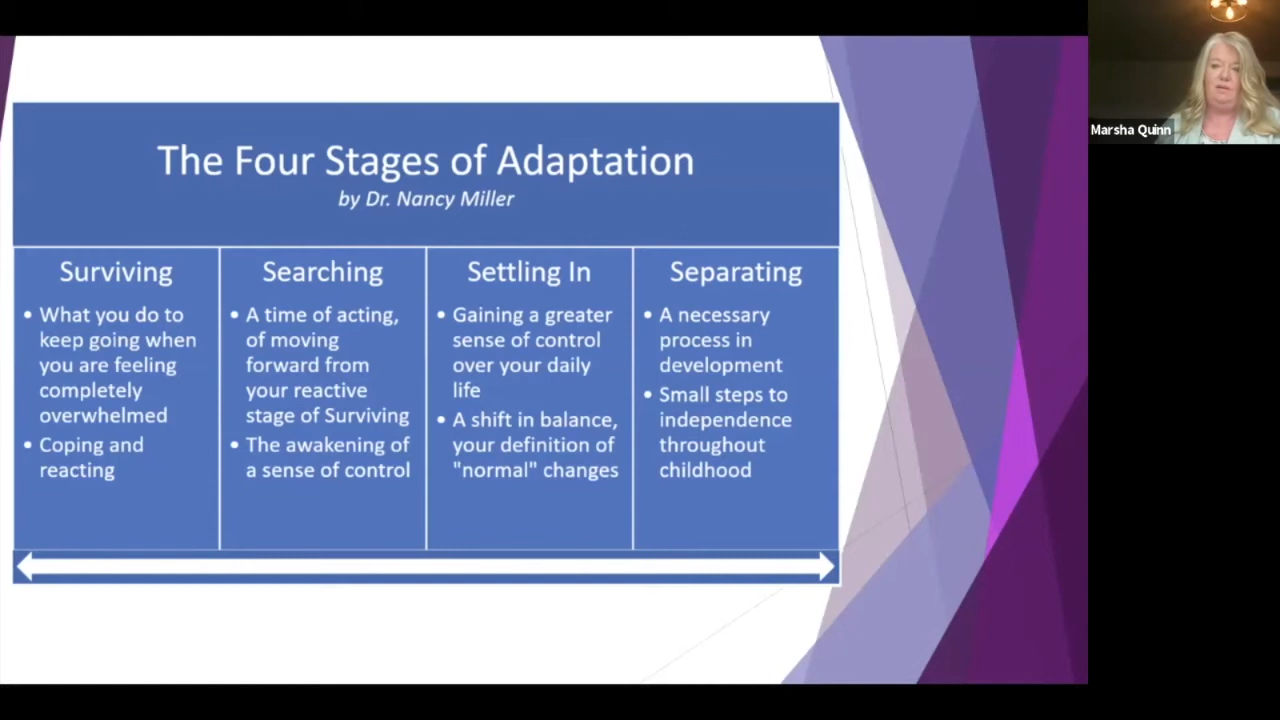 The Four Stages of Adaptation
by Dr. Nancy Miller
Surviving
• What you do to
keep going when
you are feeling
completely
overwhelmed
• Coping and
reacting
Searching
• A time of acting,
of moving
forward from
your reactive
stage of Surviving
• The awakening of
a sense of control
Settling In
• Gaining a greater
sense of control
over your daily
life
• A shift in balance,
your definition of
"normal" changes
Separating
• A necessary
process in
development
• Small steps to
independence
throughout
childhood
Marsha Quinn